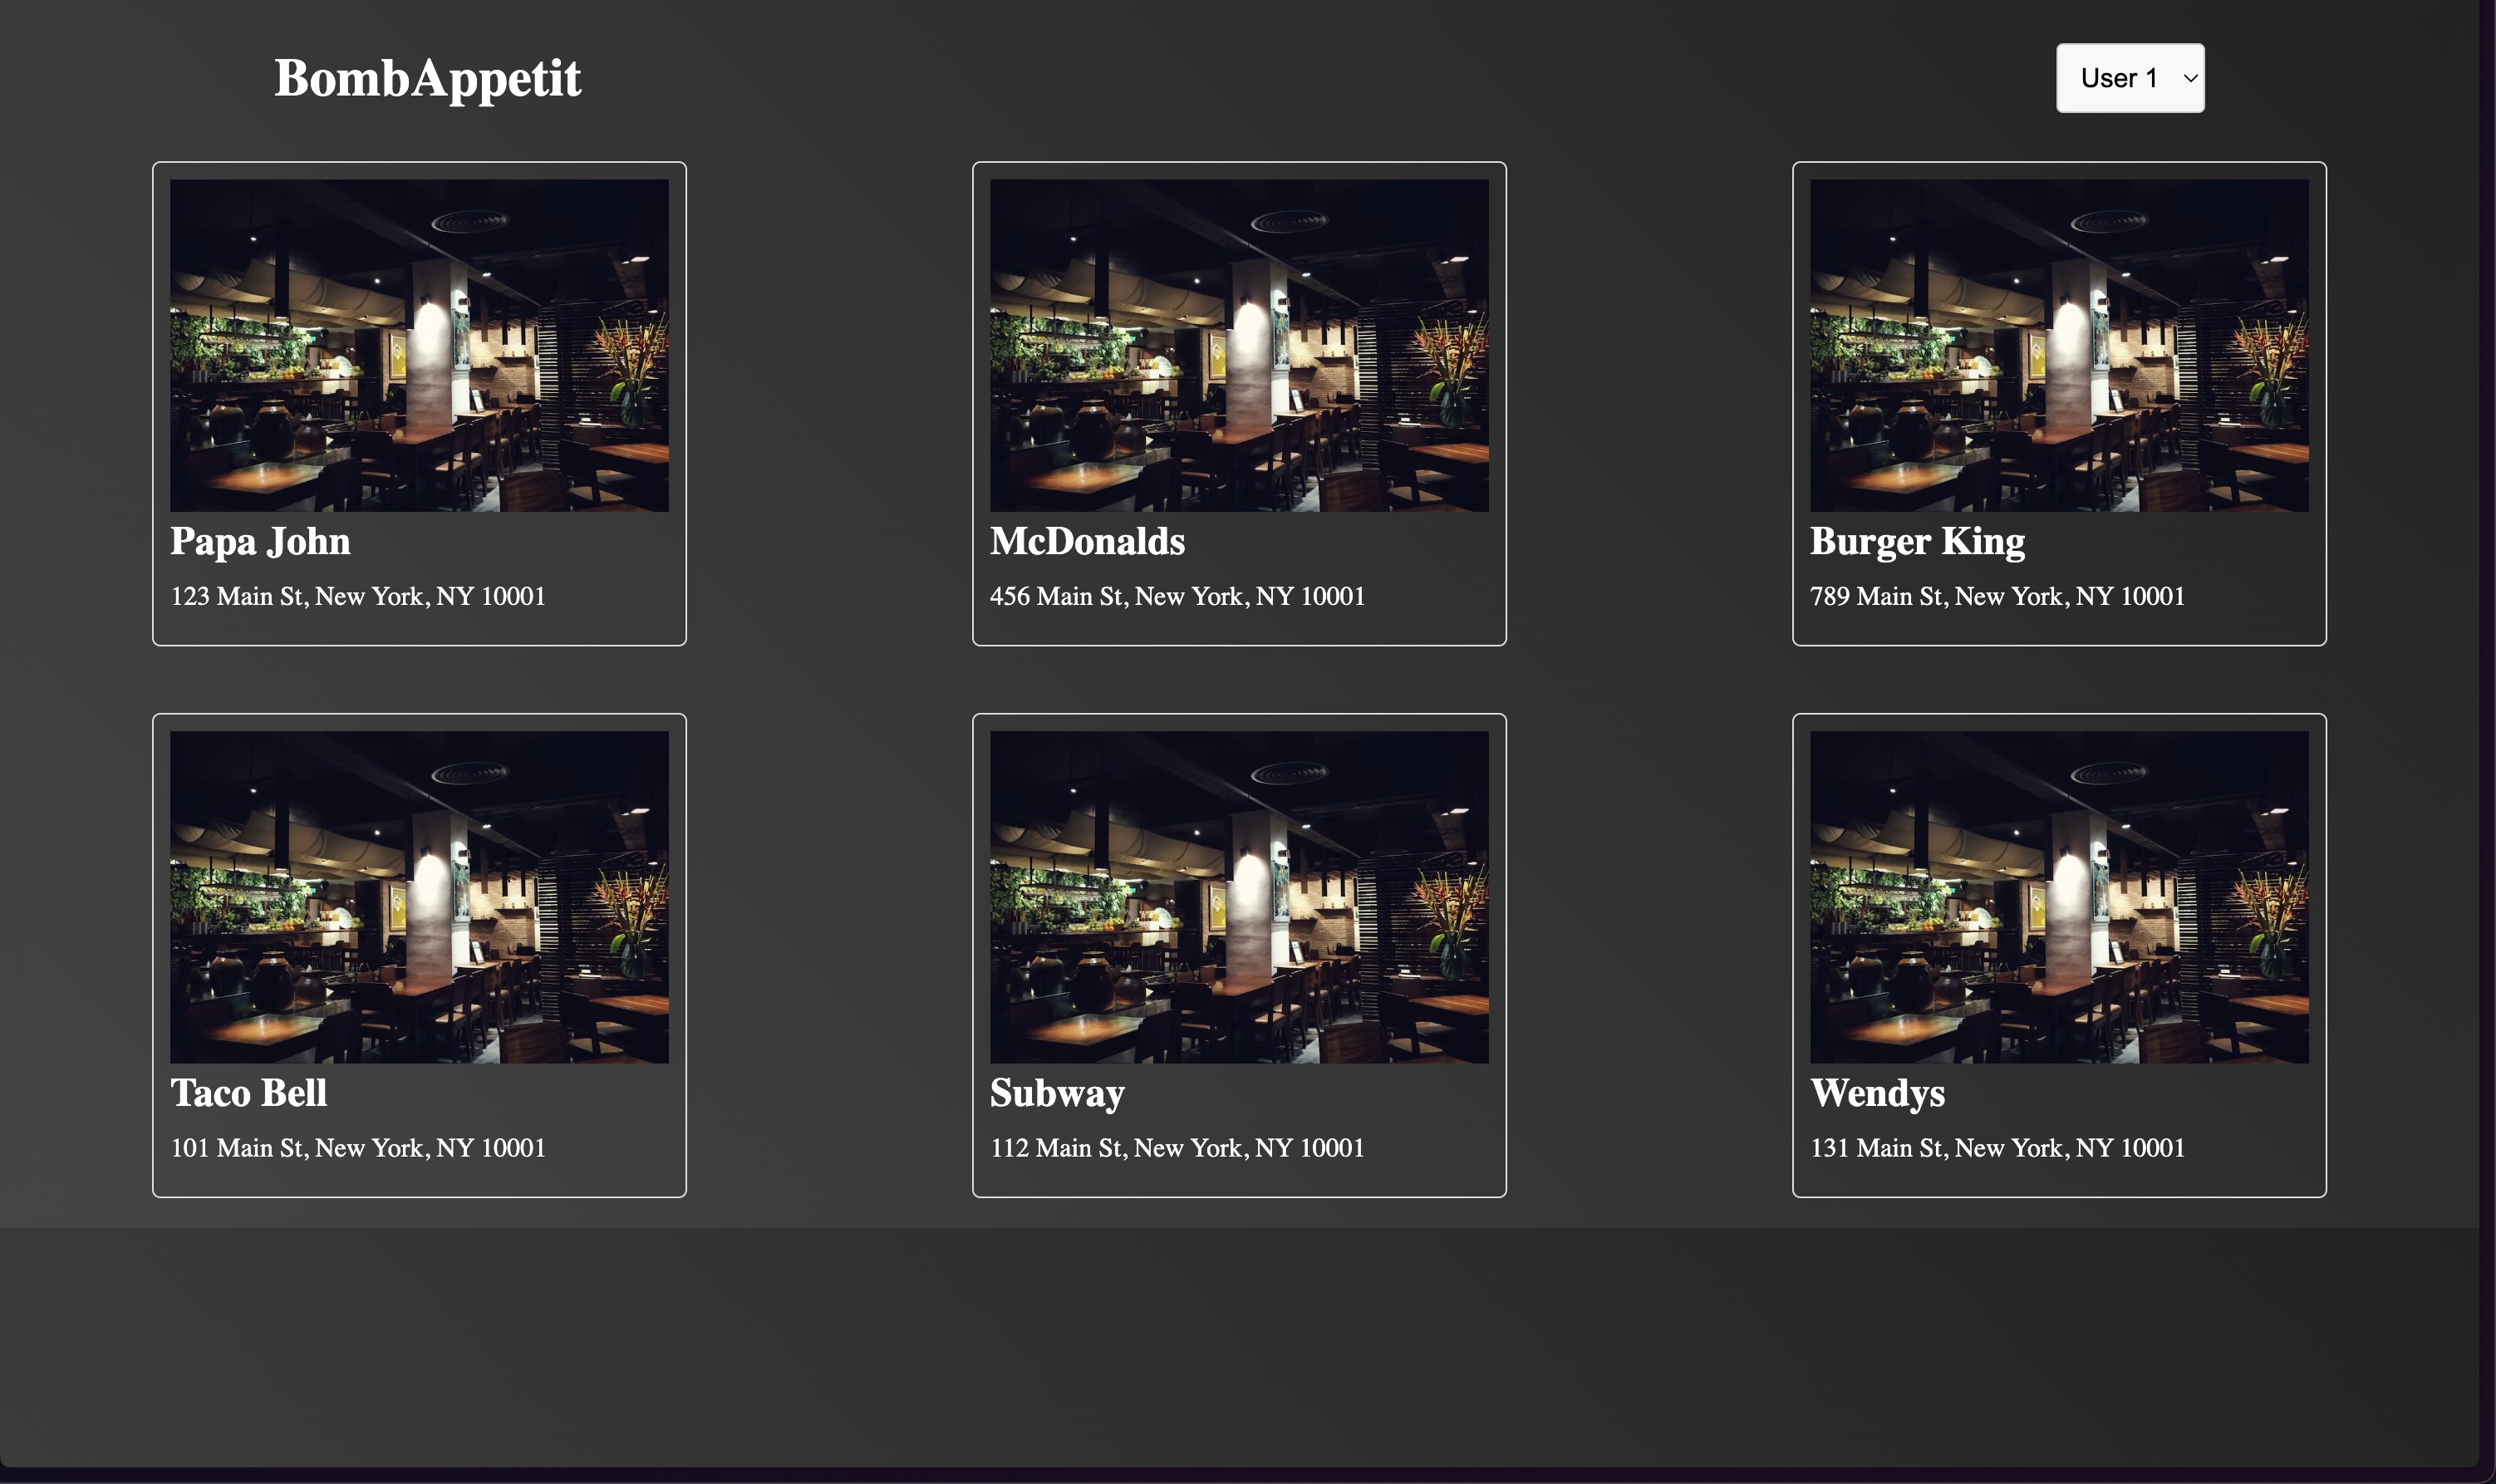 BombAppetit
User 1
Papa John
123 Main St, New York, NY 10001
McDonalds
456 Main St, New York, NY 10001
Burger King
789 Main St, New York, NY 10001
Taco Bell
101 Main St, New York, NY 10001
Subway
112 Main St, New York, NY 10001
Wendys
131 Main St, New York, NY 10001